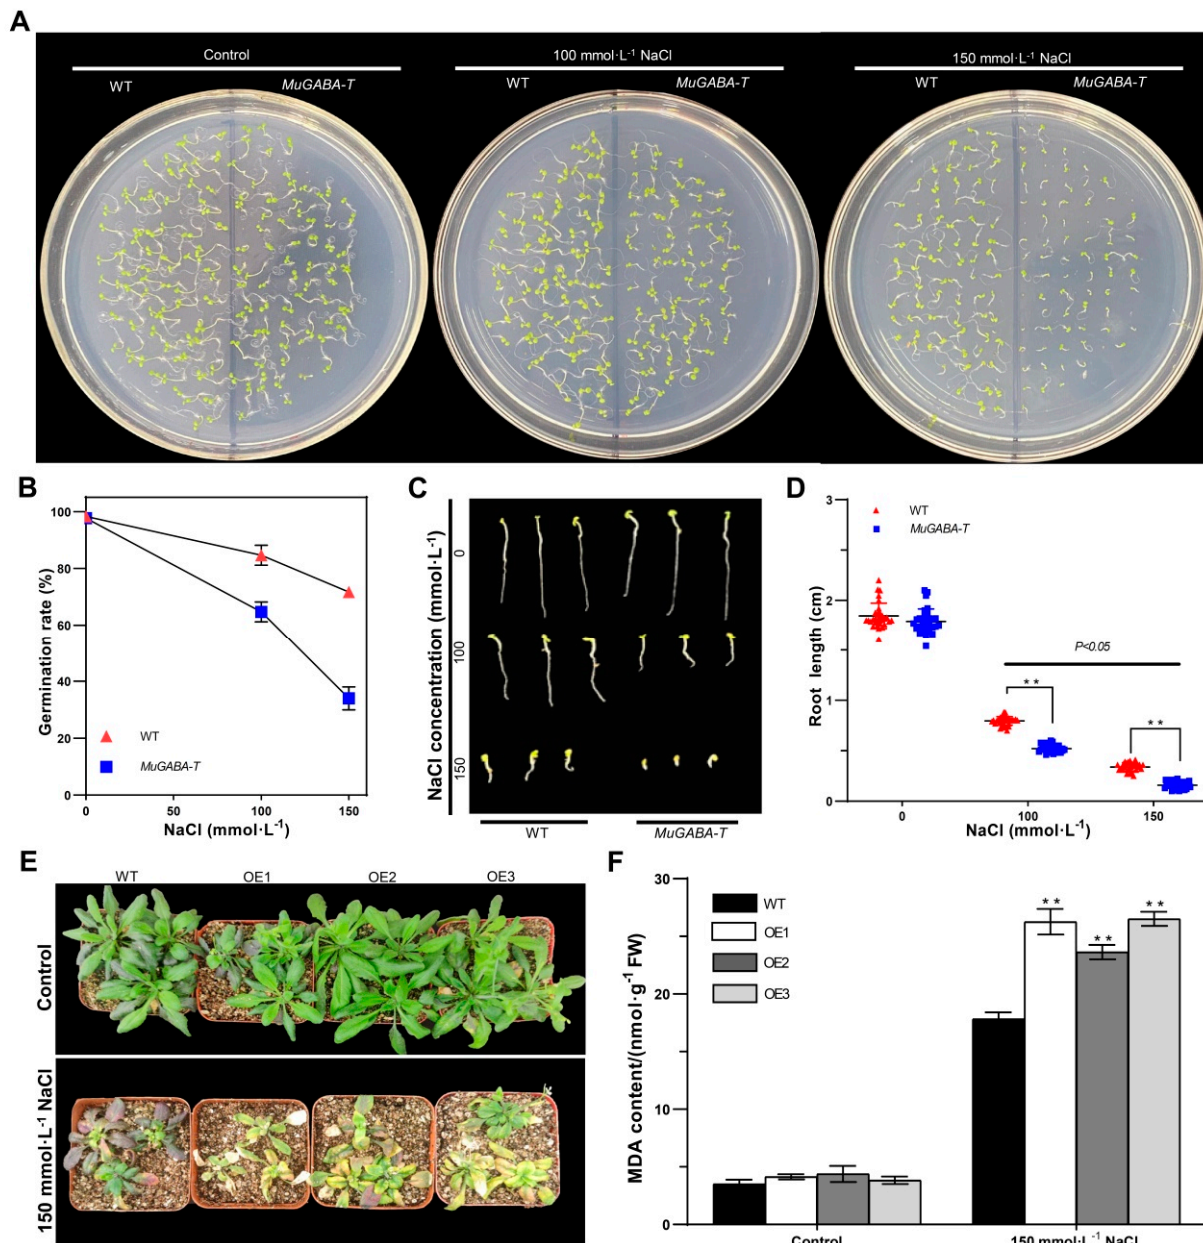 A
Control
100 mmol·L⁻¹ NaCl
150 mmol·L⁻¹ NaCl
WT
MuGABA-T
WT
MuGABA-T
WT
MuGABA-T
B
Germination rate (%)
100
80
60
40
20
0
WT
MuGABA-T
0
50
100
150
NaCl (mmol·L⁻¹)
C
NaCl concentration (mmol·L⁻¹)
0
100
150
WT
MuGABA-T
D
Root length (cm)
3
2
1
0
WT
MuGABA-T
P<0.05
**
**
0
100
150
NaCl (mmol·L⁻¹)
E
WT
OE1
OE2
OE3
Control
150 mmol·L⁻¹ NaCl
F
MDA content/(nmol·g⁻¹ FW)
30
20
10
0
WT
OE1
OE2
OE3
**
**
**
Control
150 mmol·L⁻¹ NaCl